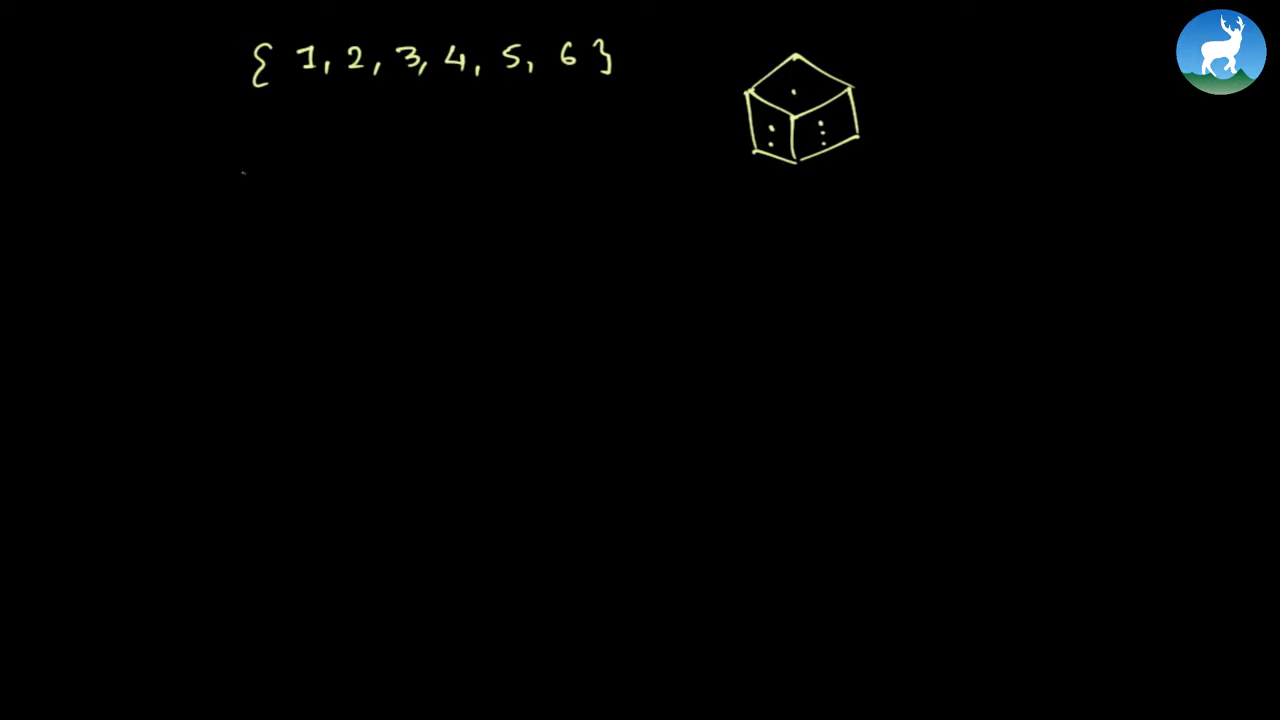 { 1, 2, 3, 4, 5, 6 }